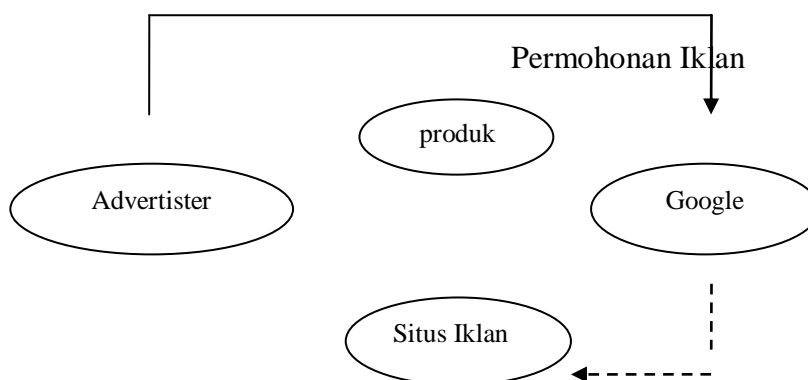 Permohonan Iklan
produk
Advertister
Google
Situs Iklan